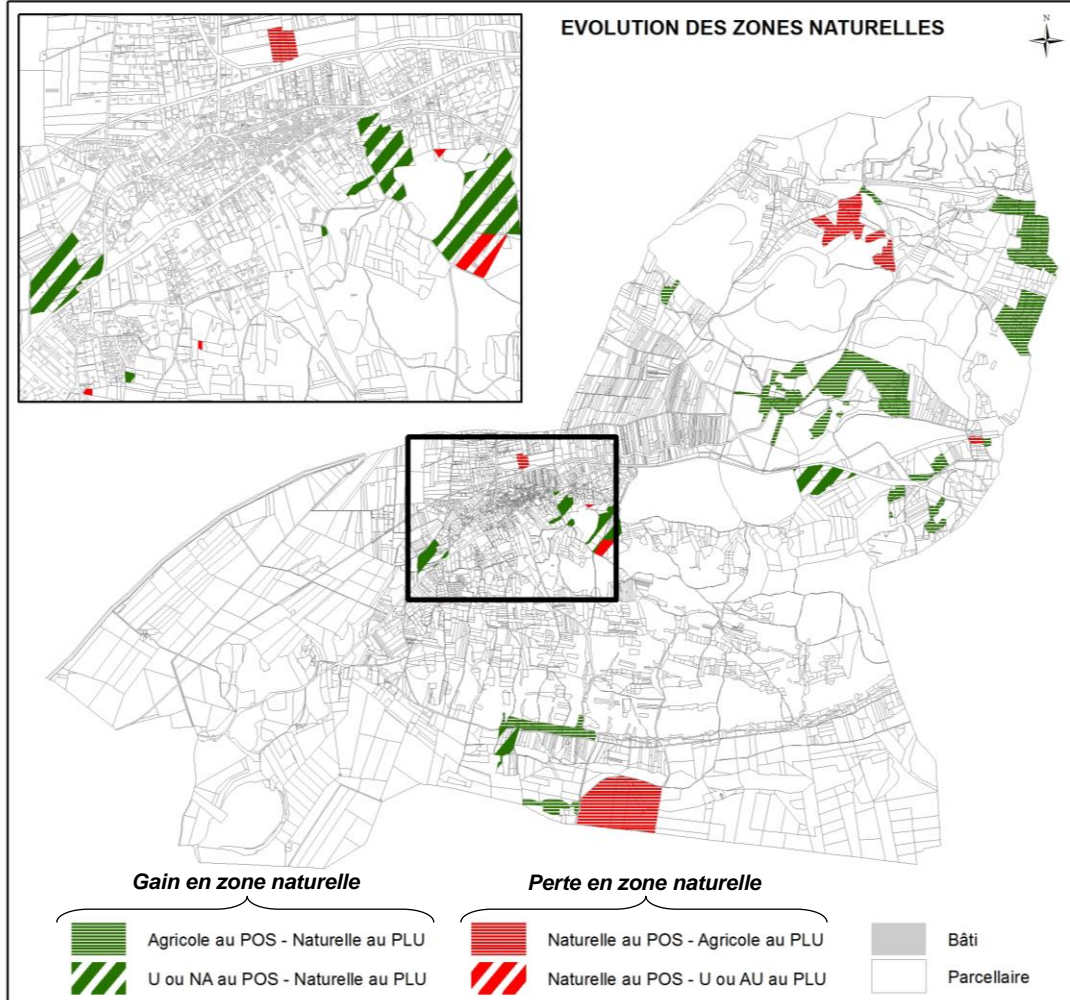 EVOLUTION DES ZONES NATURELLES
N
Gain en zone naturelle
Perte en zone naturelle
Agricole au POS - Naturelle au PLU
Naturelle au POS - Agricole au PLU
Bâti
U ou NA au POS - Naturelle au PLU
Naturelle au POS - U ou AU au PLU
Parcellaire